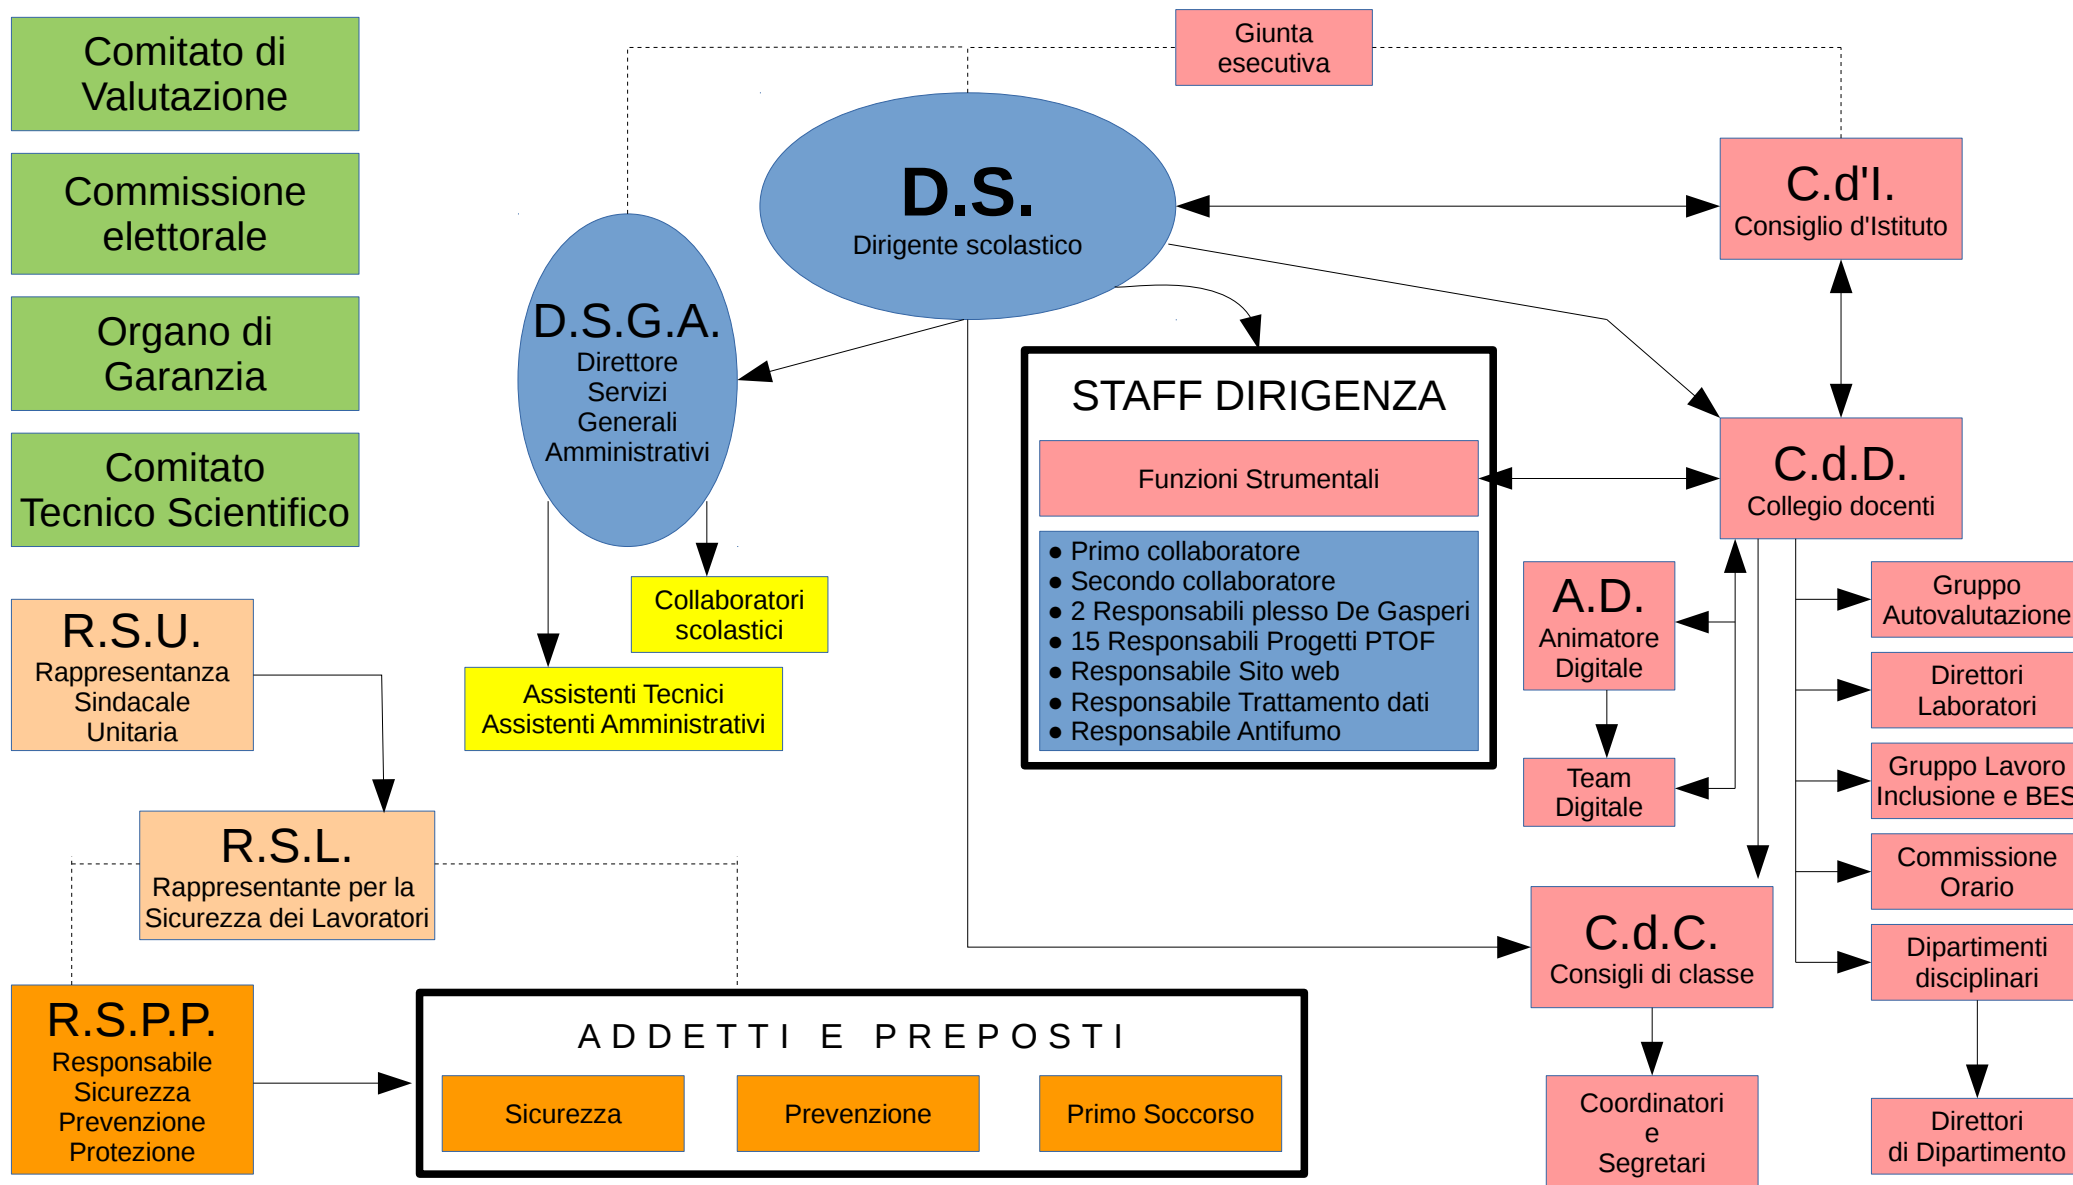 Comitato di
Valutazione
Commissione
elettorale
Organo di
Garanzia
Comitato
Tecnico Scientifico
Giunta
esecutiva
D.S.
Dirigente scolastico
C.d'I.
Consiglio d'Istituto
D.S.G.A.
Direttore
Servizi
Generali
Amministrativi
STAFF DIRIGENZA
Funzioni Strumentali
● Primo collaboratore
● Secondo collaboratore
● 2 Responsabili plesso De Gasperi
● 15 Responsabili Progetti PTOF
● Responsabile Sito web
● Responsabile Trattamento dati
● Responsabile Antifumo
C.d.D.
Collegio docenti
Collaboratori
scolastici
Assistenti Tecnici
Assistenti Amministrativi
A.D.
Animatore
Digitale
Team
Digitale
Gruppo
Autovalutazione
Direttori
Laboratori
Gruppo Lavoro
Inclusione e BES
Commissione
Orario
Dipartimenti
disciplinari
Direttori
di Dipartimento
C.d.C.
Consigli di classe
Coordinatori
e
Segretari
R.S.U.
Rappresentanza
Sindacale
Unitaria
R.S.L.
Rappresentante per la
Sicurezza dei Lavoratori
R.S.P.P.
Responsabile
Sicurezza
Prevenzione
Protezione
ADDETTI E PREPOSTI
Sicurezza
Prevenzione
Primo Soccorso